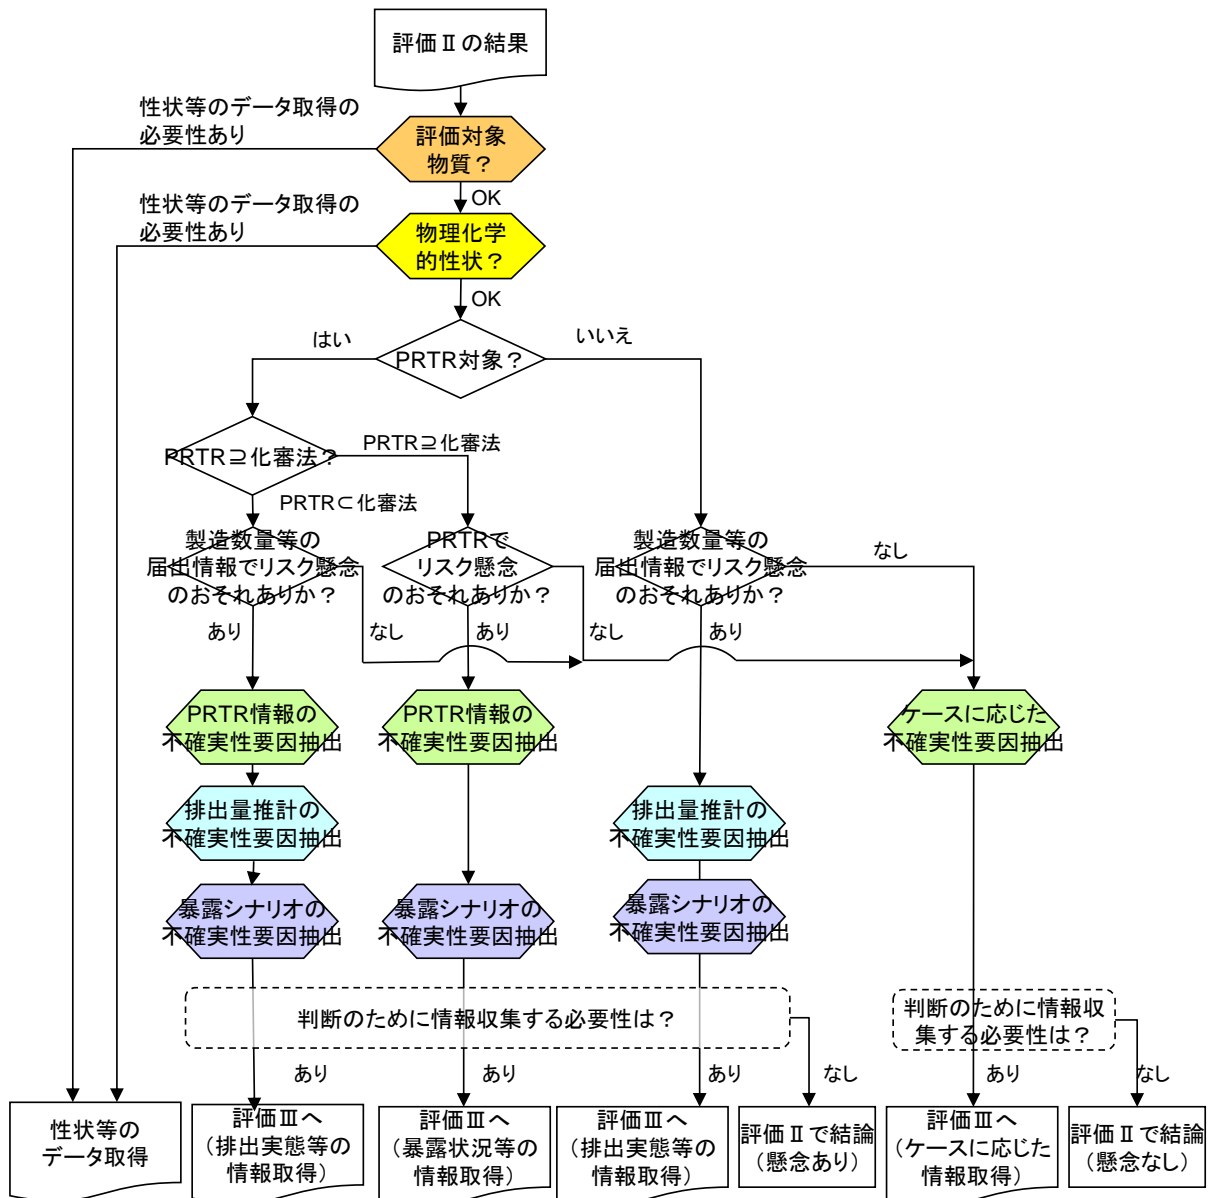 評価Ⅱの結果
性状等のデータ取得の
必要性あり
評価対象
物質？
OK
性状等のデータ取得の
必要性あり
物理化学
的性状？
OK
はい
いいえ
PRTR対象？
PRTR⊇化審法？
PRTR⊇化審法
PRTR⊂化審法
製造数量等の
届出情報でリスク懸念
のおそれありか？
PRTRで
リスク懸念
のおそれありか？
製造数量等の
届出情報でリスク懸念
のおそれありか？
なし
あり
なし
あり
なし
あり
PRTR情報の
不確実性要因抽出
PRTR情報の
不確実性要因抽出
ケースに応じた
不確実性要因抽出
排出量推計の
不確実性要因抽出
排出量推計の
不確実性要因抽出
暴露シナリオの
不確実性要因抽出
暴露シナリオの
不確実性要因抽出
暴露シナリオの
不確実性要因抽出
判断のために情報収集する必要性は？
判断のために情報収
集する必要性は？
あり
あり
あり
なし
あり
なし
性状等の
データ取得
評価Ⅲへ
（排出実態等の
情報取得）
評価Ⅲへ
（暴露状況等の
情報取得）
評価Ⅲへ
（排出実態等の
情報取得）
評価Ⅱで結論
（懸念あり）
評価Ⅲへ
（ケースに応じた
情報取得）
評価Ⅱで結論
（懸念なし）